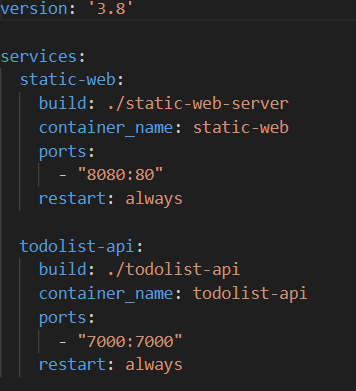 version: '3.8'
services:
  static-web:
    build: ./static-web-server
    container_name: static-web
    ports:
      - "8080:80"
    restart: always
  todolist-api:
    build: ./todolist-api
    container_name: todolist-api
    ports:
      - "7000:7000"
    restart: always